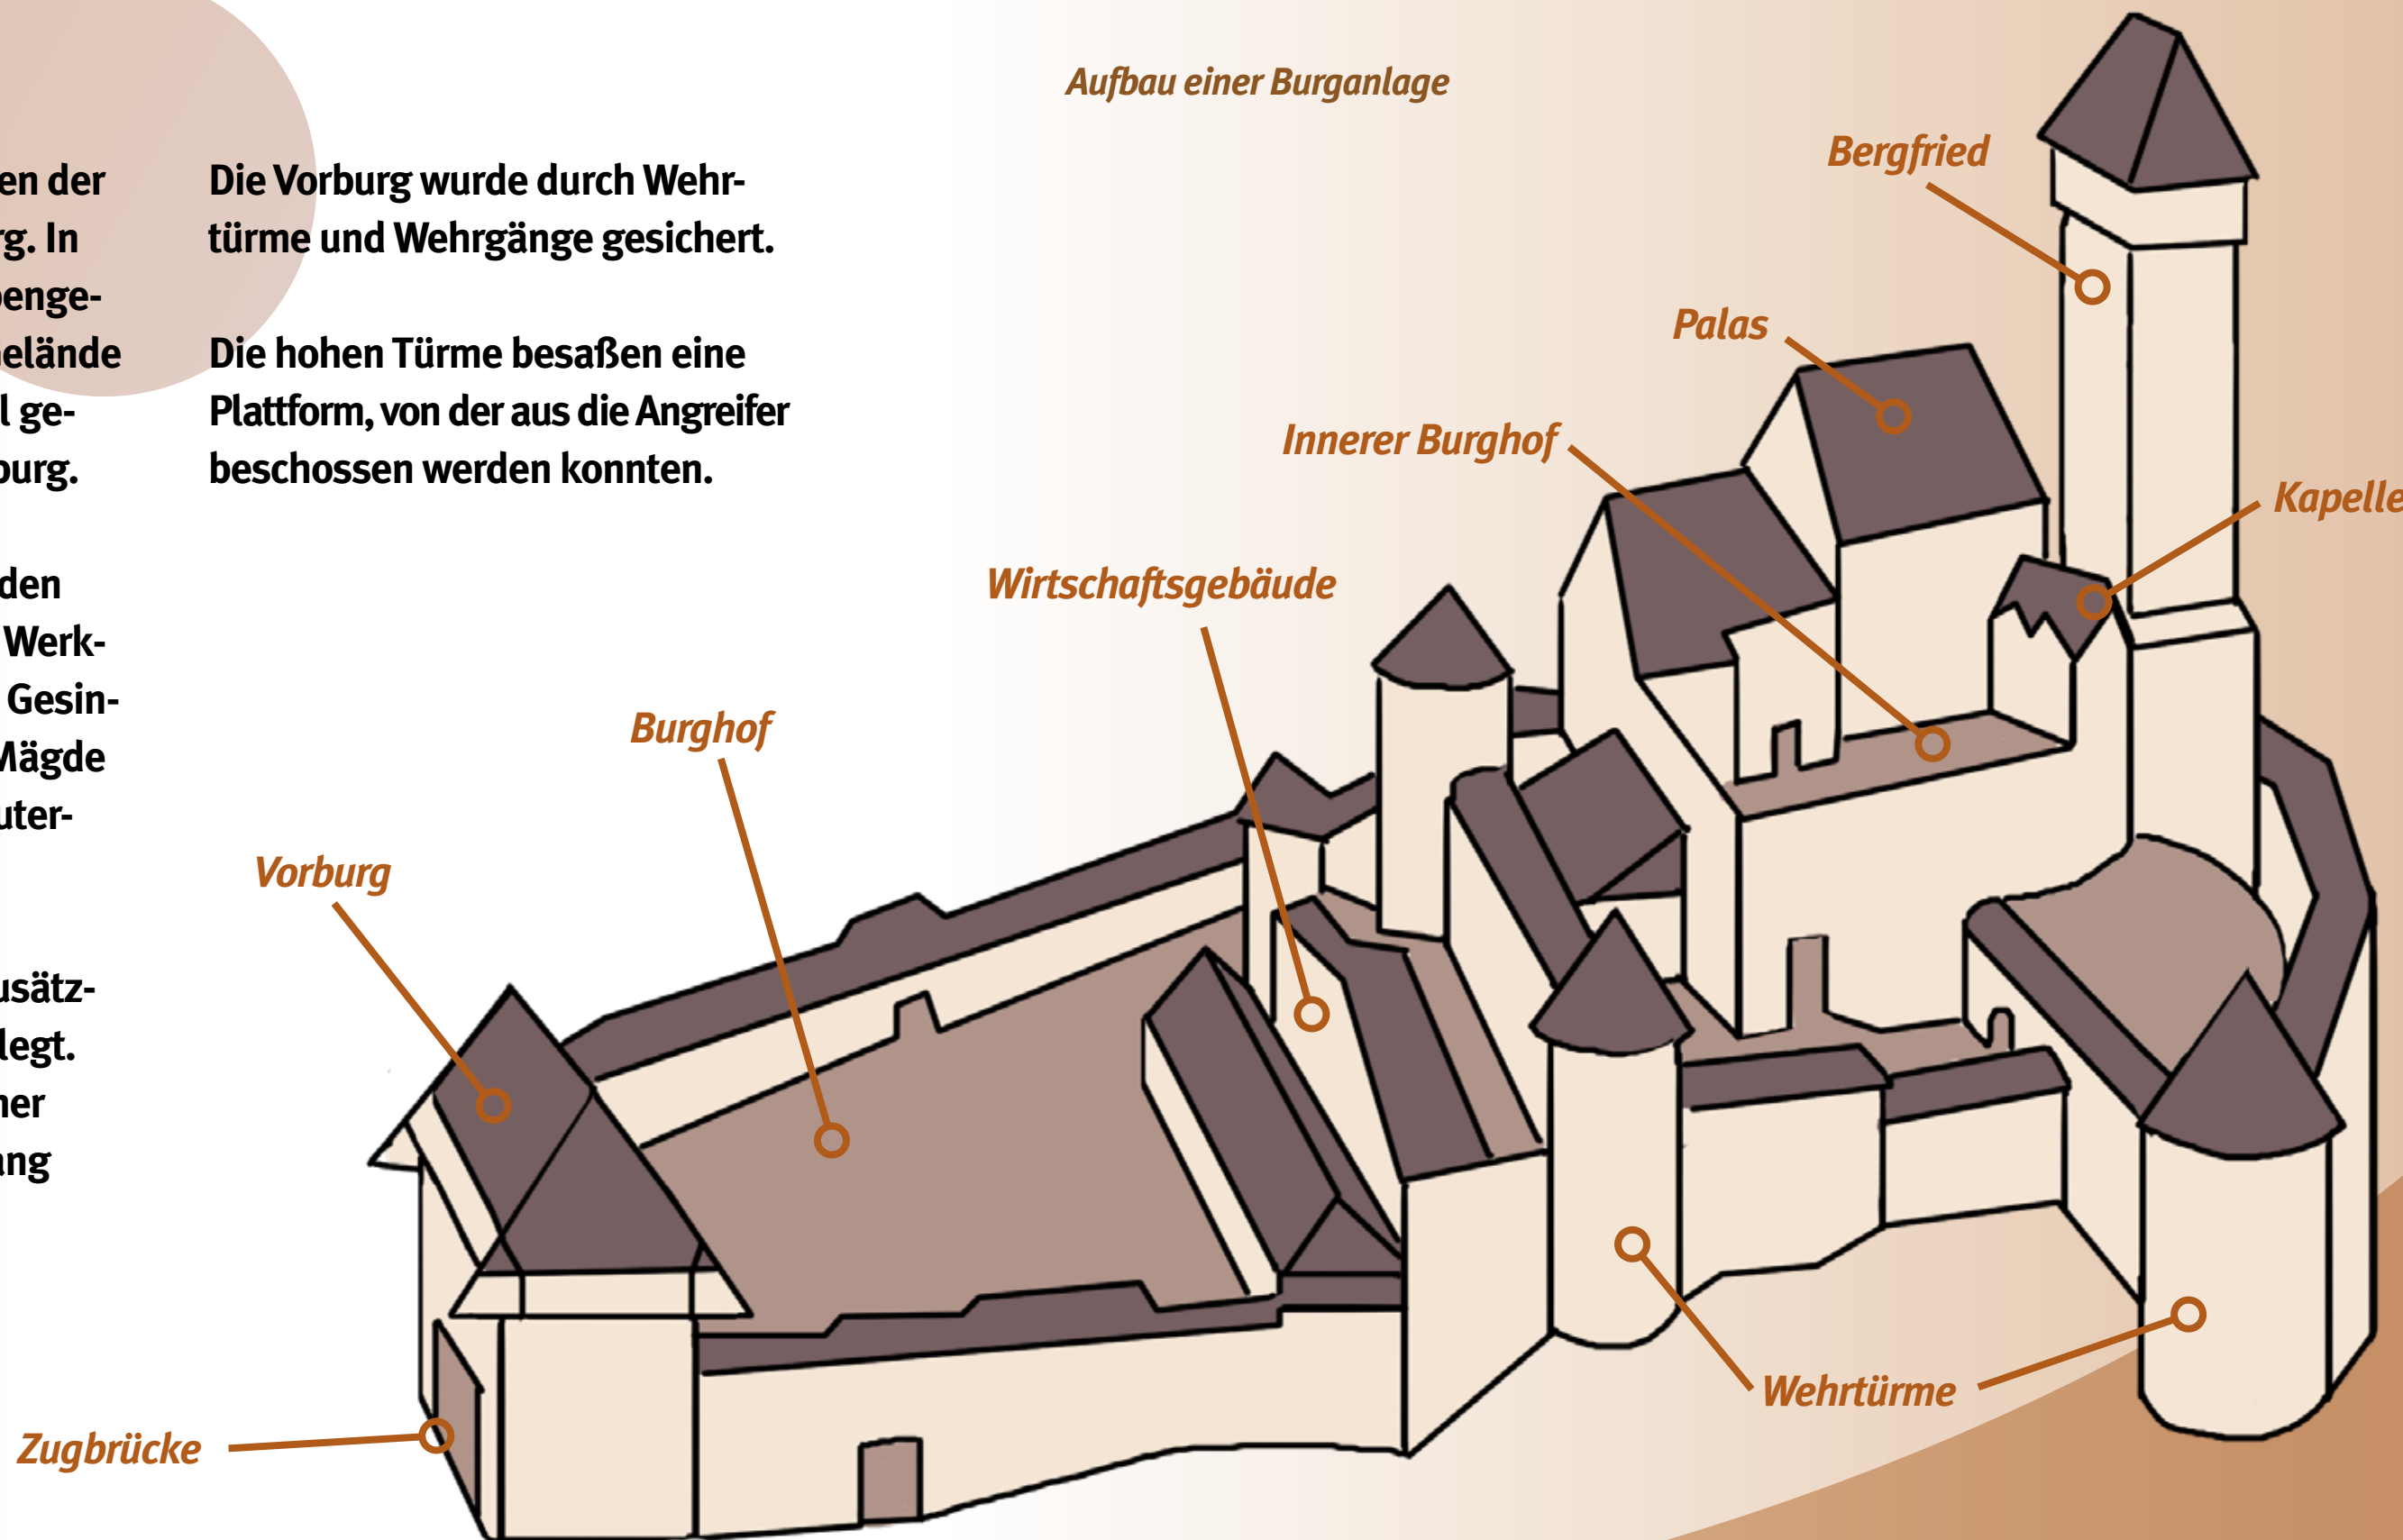 en der
rg. In
benge-
elände
l ge-
burg.
den
Werk-
Gesin-
Mägde
uter-
usätz-
legt.
ner
ang
Die Vorburg wurde durch Wehr-
türme und Wehrgänge gesichert.
Die hohen Türme besaßen eine
Plattform, von der aus die Angreifer
beschossen werden konnten.
Aufbau einer Burganlage
Bergfried
Palas
Innerer Burghof
Kapelle
Wirtschaftsgebäude
Burghof
Vorburg
Wehrtürme
Zugbrücke